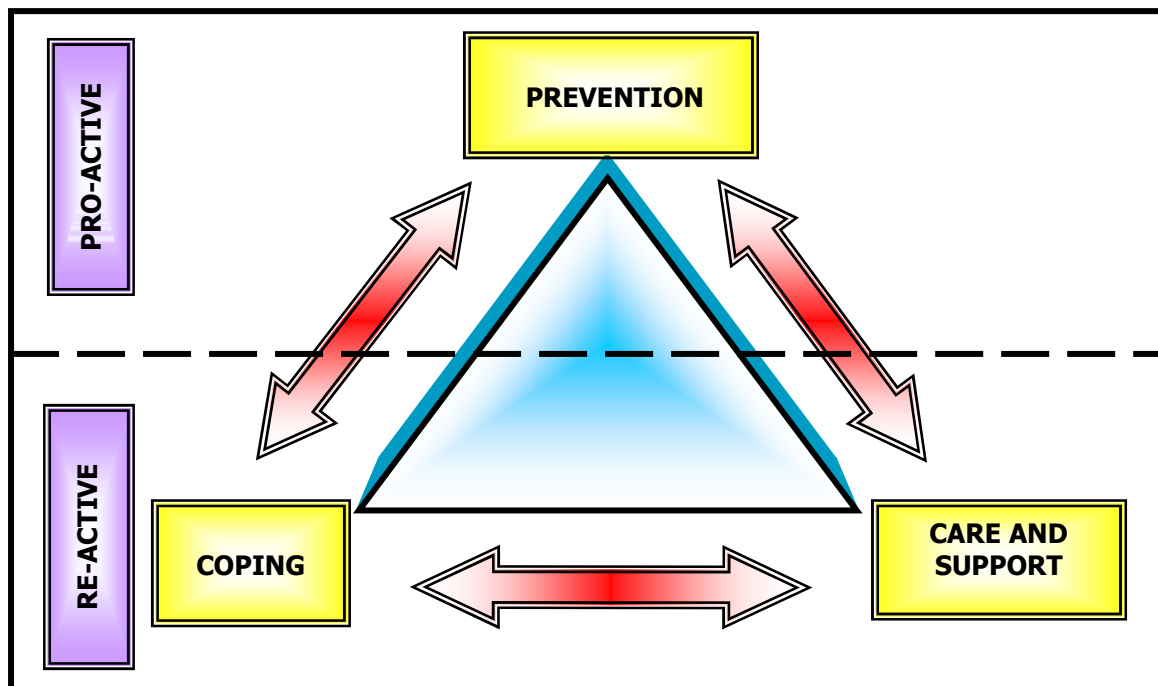 PRO-ACTIVE
PREVENTION
RE-ACTIVE
COPING
CARE AND
SUPPORT